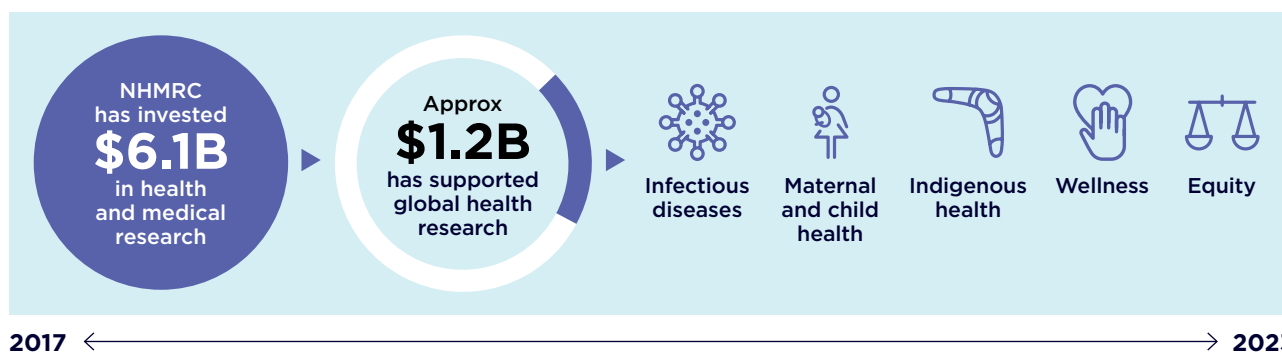 NHMRC
has invested
$6.1B
in health
and medical
research
Approx
$1.2B
has supported
global health
research
Infectious
diseases
Maternal
and child
health
Indigenous
health
Wellness
Equity
2017